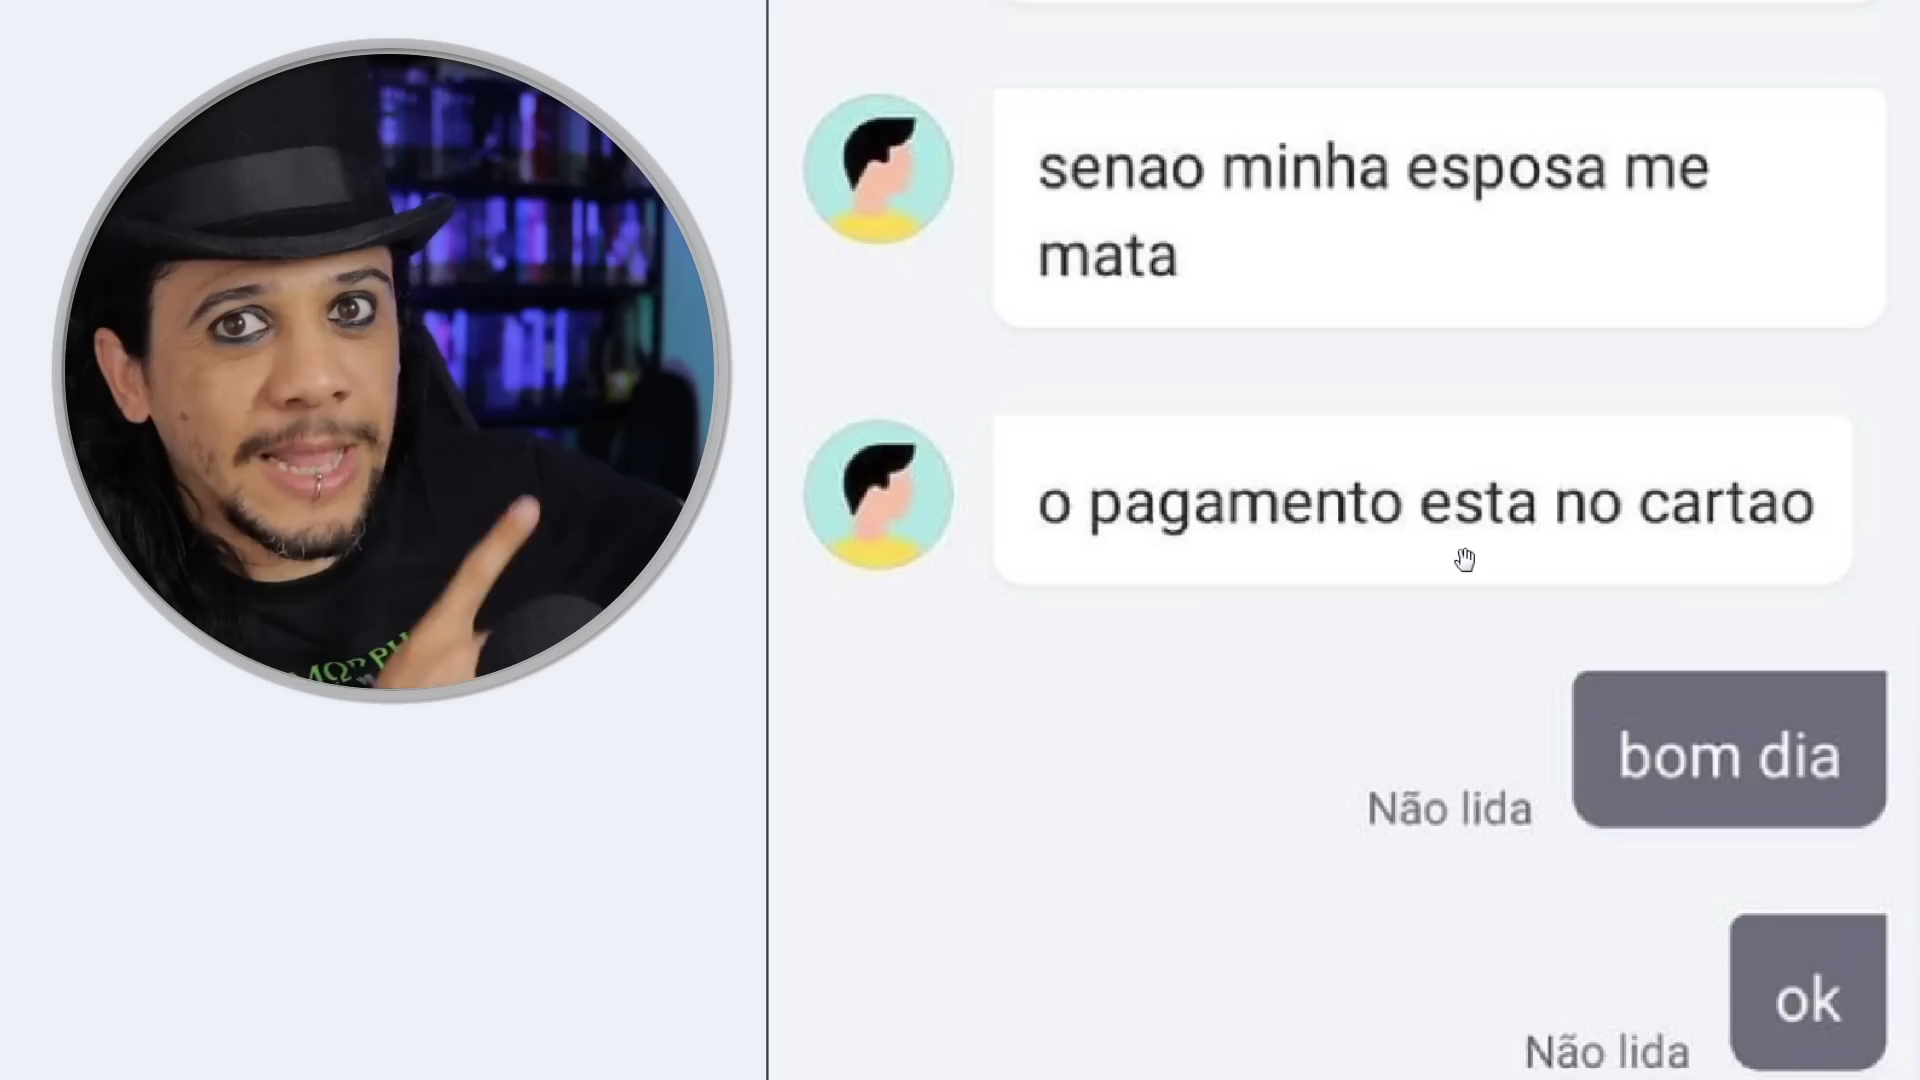 senao minha esposa me
mata
o pagamento esta no cartao
bom dia
Não lida
ok
Não lida